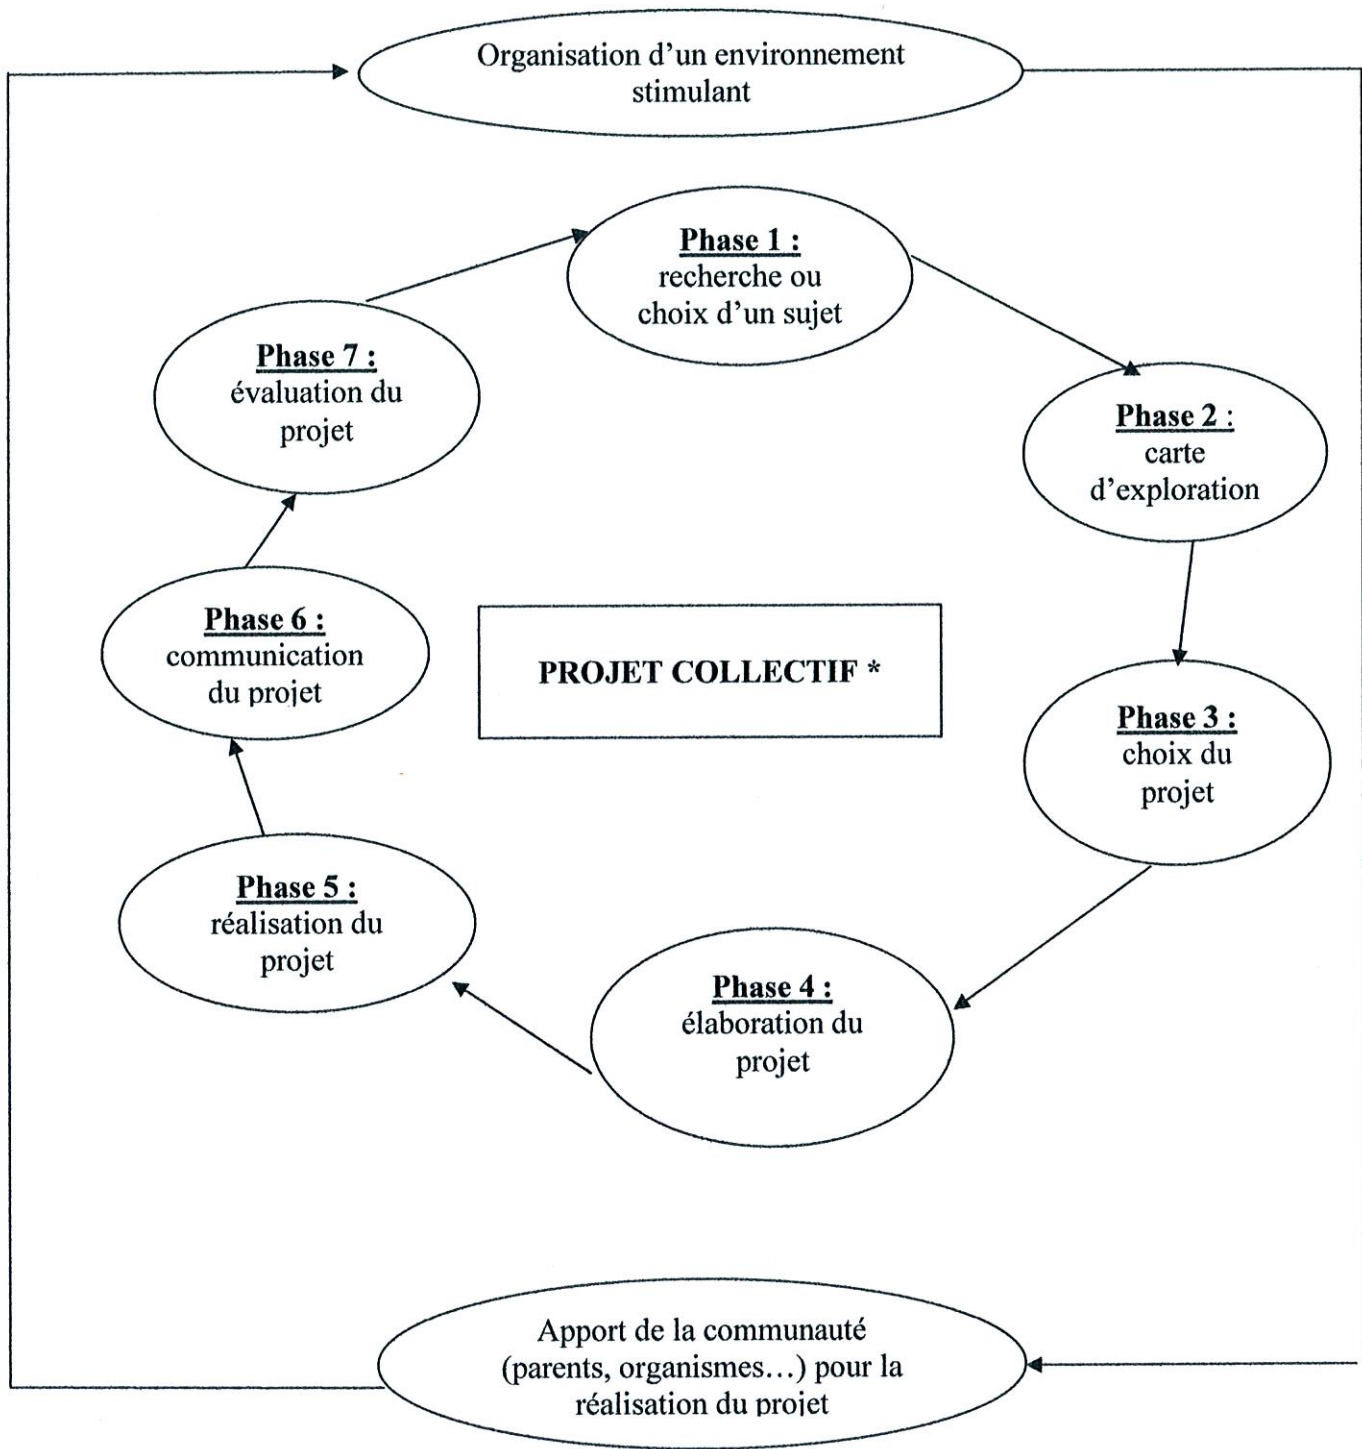 Organisation d’un environnement
stimulant
Phase 1 :
recherche ou
choix d’un sujet
Phase 2 :
carte
d’exploration
Phase 3 :
choix du
projet
Phase 4 :
élaboration du
projet
Phase 5 :
réalisation du
projet
Phase 6 :
communication
du projet
Phase 7 :
évaluation du
projet
PROJET COLLECTIF *
Apport de la communauté
(parents, organismes…) pour la
réalisation du projet